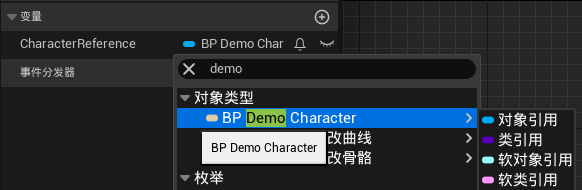 变量
CharacterReference BP Demo Char
事件分发器
demo
对象类型
BP Demo Character
对象引用
类引用
软对象引用
软类引用
BP Demo Character
改曲线
改骨骼
枚举